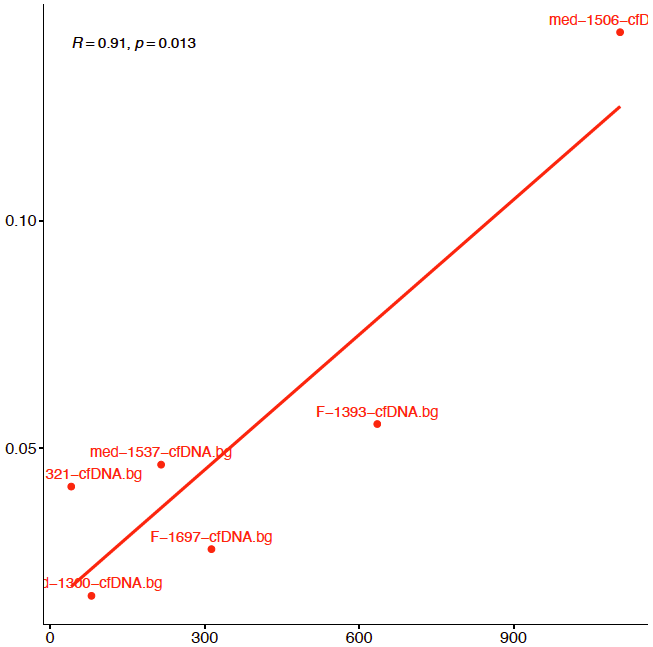 med−1506−cfD
R = 0.91, p = 0.013
0.10
F−1393−cfDNA.bg
0.05
med−1537−cfDNA.bg
321−cfDNA.bg
F−1697−cfDNA.bg
d−1300−cfDNA.bg
0 300 600 900